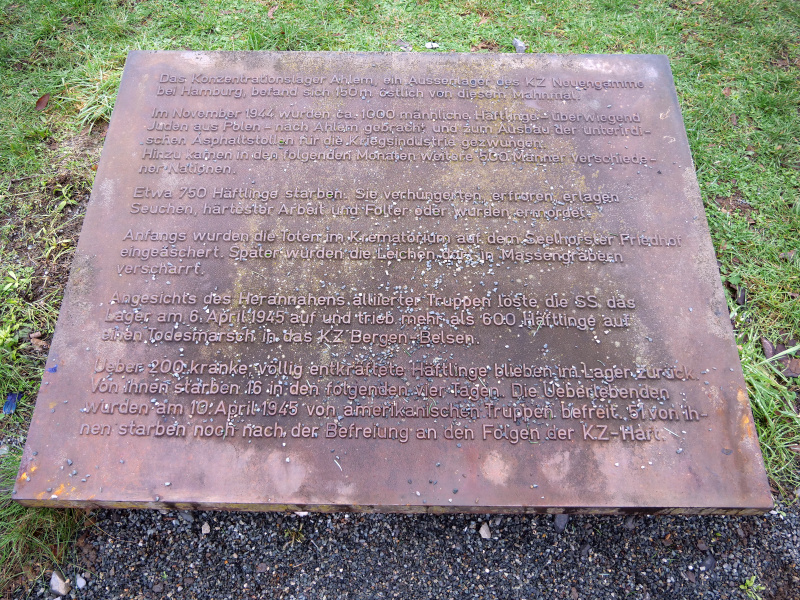 Das Konzentrationslager Ahlem, ein Aussenlager des KZ Neuengamme
bei Hamburg, befand sich 150 m östlich von diesem Mahnmal.
Im November 1944 wurden ca. 1000 männliche Häftlinge - überwiegend
Juden aus Polen - nach Ahlem gebracht und zum Ausbau der unterirdi-
schen Asphaltstollen für die Kriegsindustrie gezwungen.
Hinzu kamen in den folgenden Monaten weitere 500 Männer verschiede-
ner Nationen.
Etwa 750 Häftlinge starben. Sie verhungerten, erfroren, erlagen
Seuchen, härtester Arbeit und Folter oder wurden ermordet.
Anfangs wurden die Toten im Krematorium auf dem Seelhorster Friedhof
eingeäschert. Später wurden die Leichen dort in Massengräbern
verscharrt.
Angesichts des Herannahens alliierter Truppen löste die SS das
Lager am 6. April 1945 auf und trieb mehr als 600 Häftlinge auf
einen Todesmarsch in das KZ Bergen-Belsen.
Ueber 200 kranke, völlig entkräftete Häftlinge blieben im Lager zurück.
Von ihnen starben 16 in den folgenden vier Tagen. Die Ueberlebenden
wurden am 10. April 1945 von amerikanischen Truppen befreit. 51 von ih-
nen starben noch nach der Befreiung an den Folgen der KZ-Haft.